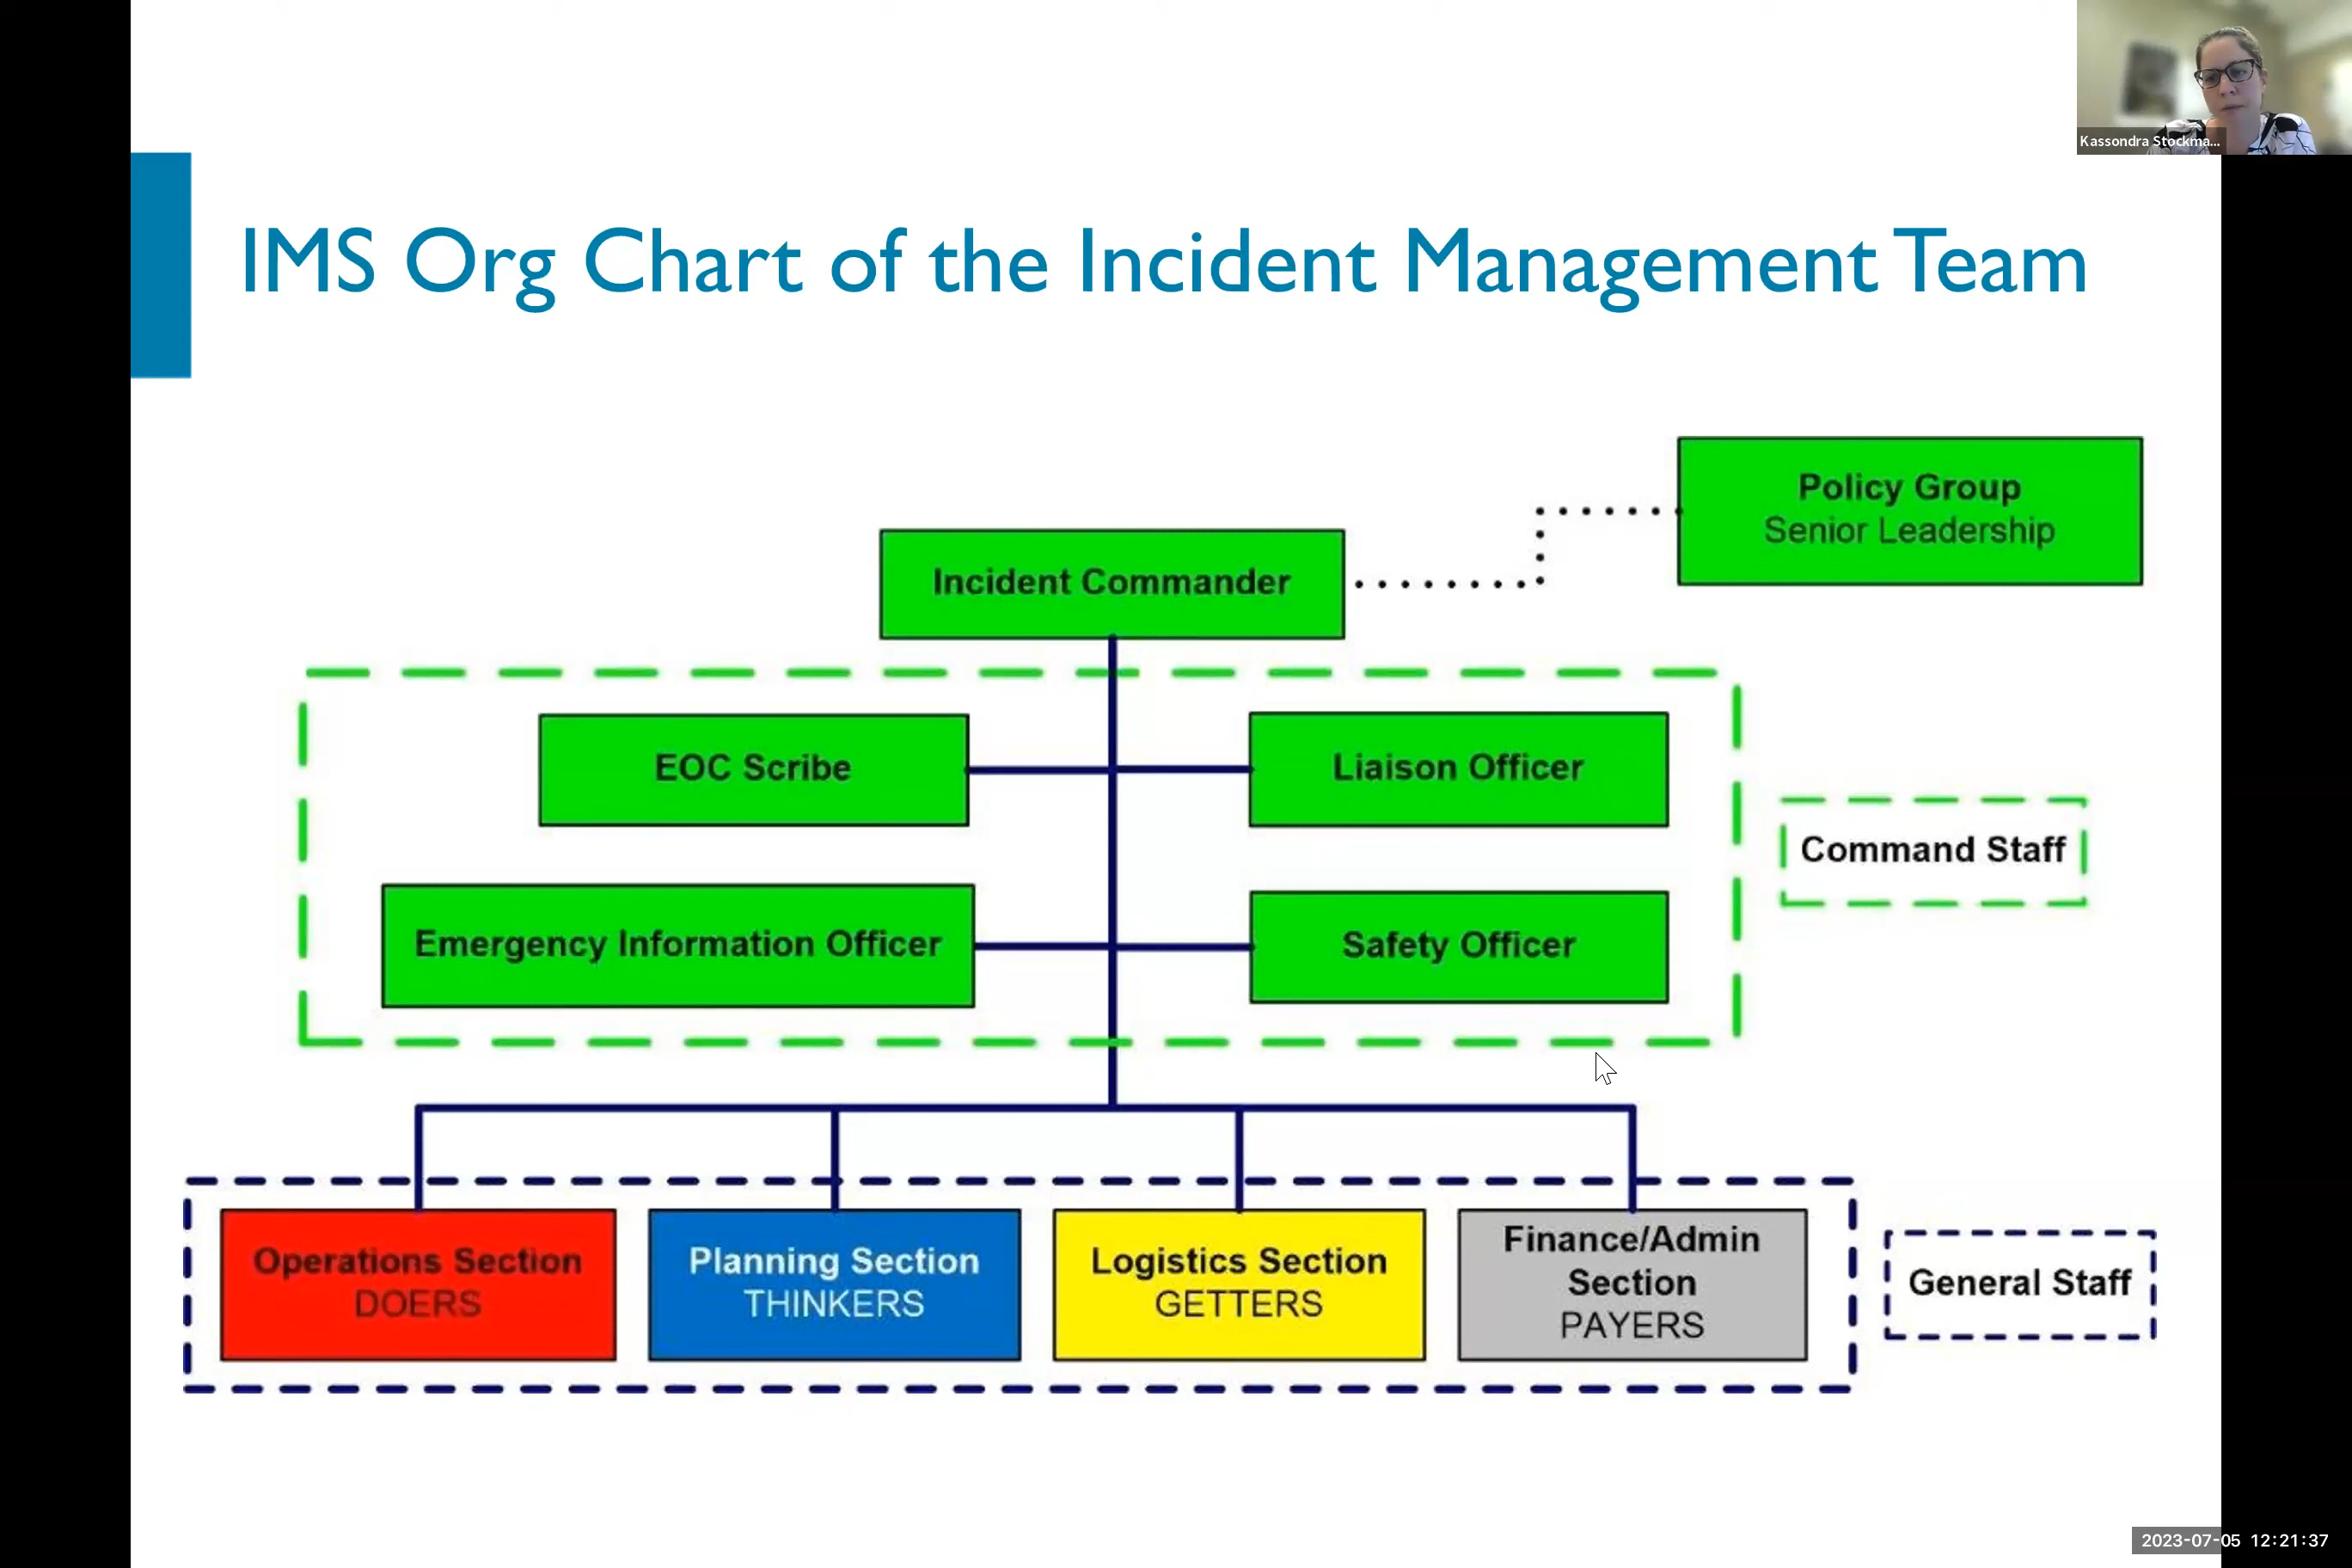 Kassondra Stockma...
IMS Org Chart of the Incident Management Team
Policy Group
Senior Leadership
Incident Commander
EOC Scribe
Liaison Officer
Command Staff
Emergency Information Officer
Safety Officer
Operations Section
DOERS
Planning Section
THINKERS
Logistics Section
GETTERS
Finance/Admin
Section
PAYERS
General Staff
2023-07-05 12:21:37